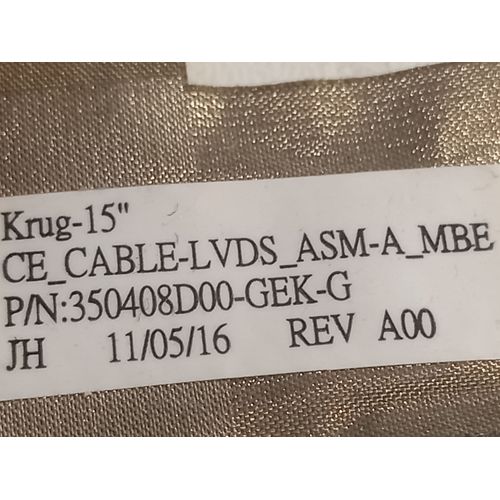 Krug-15"
CE_CABLE-LVDS_ASM-A_MBE
P/N:350408D00-GEK-G
JH 11/05/16 REV A00